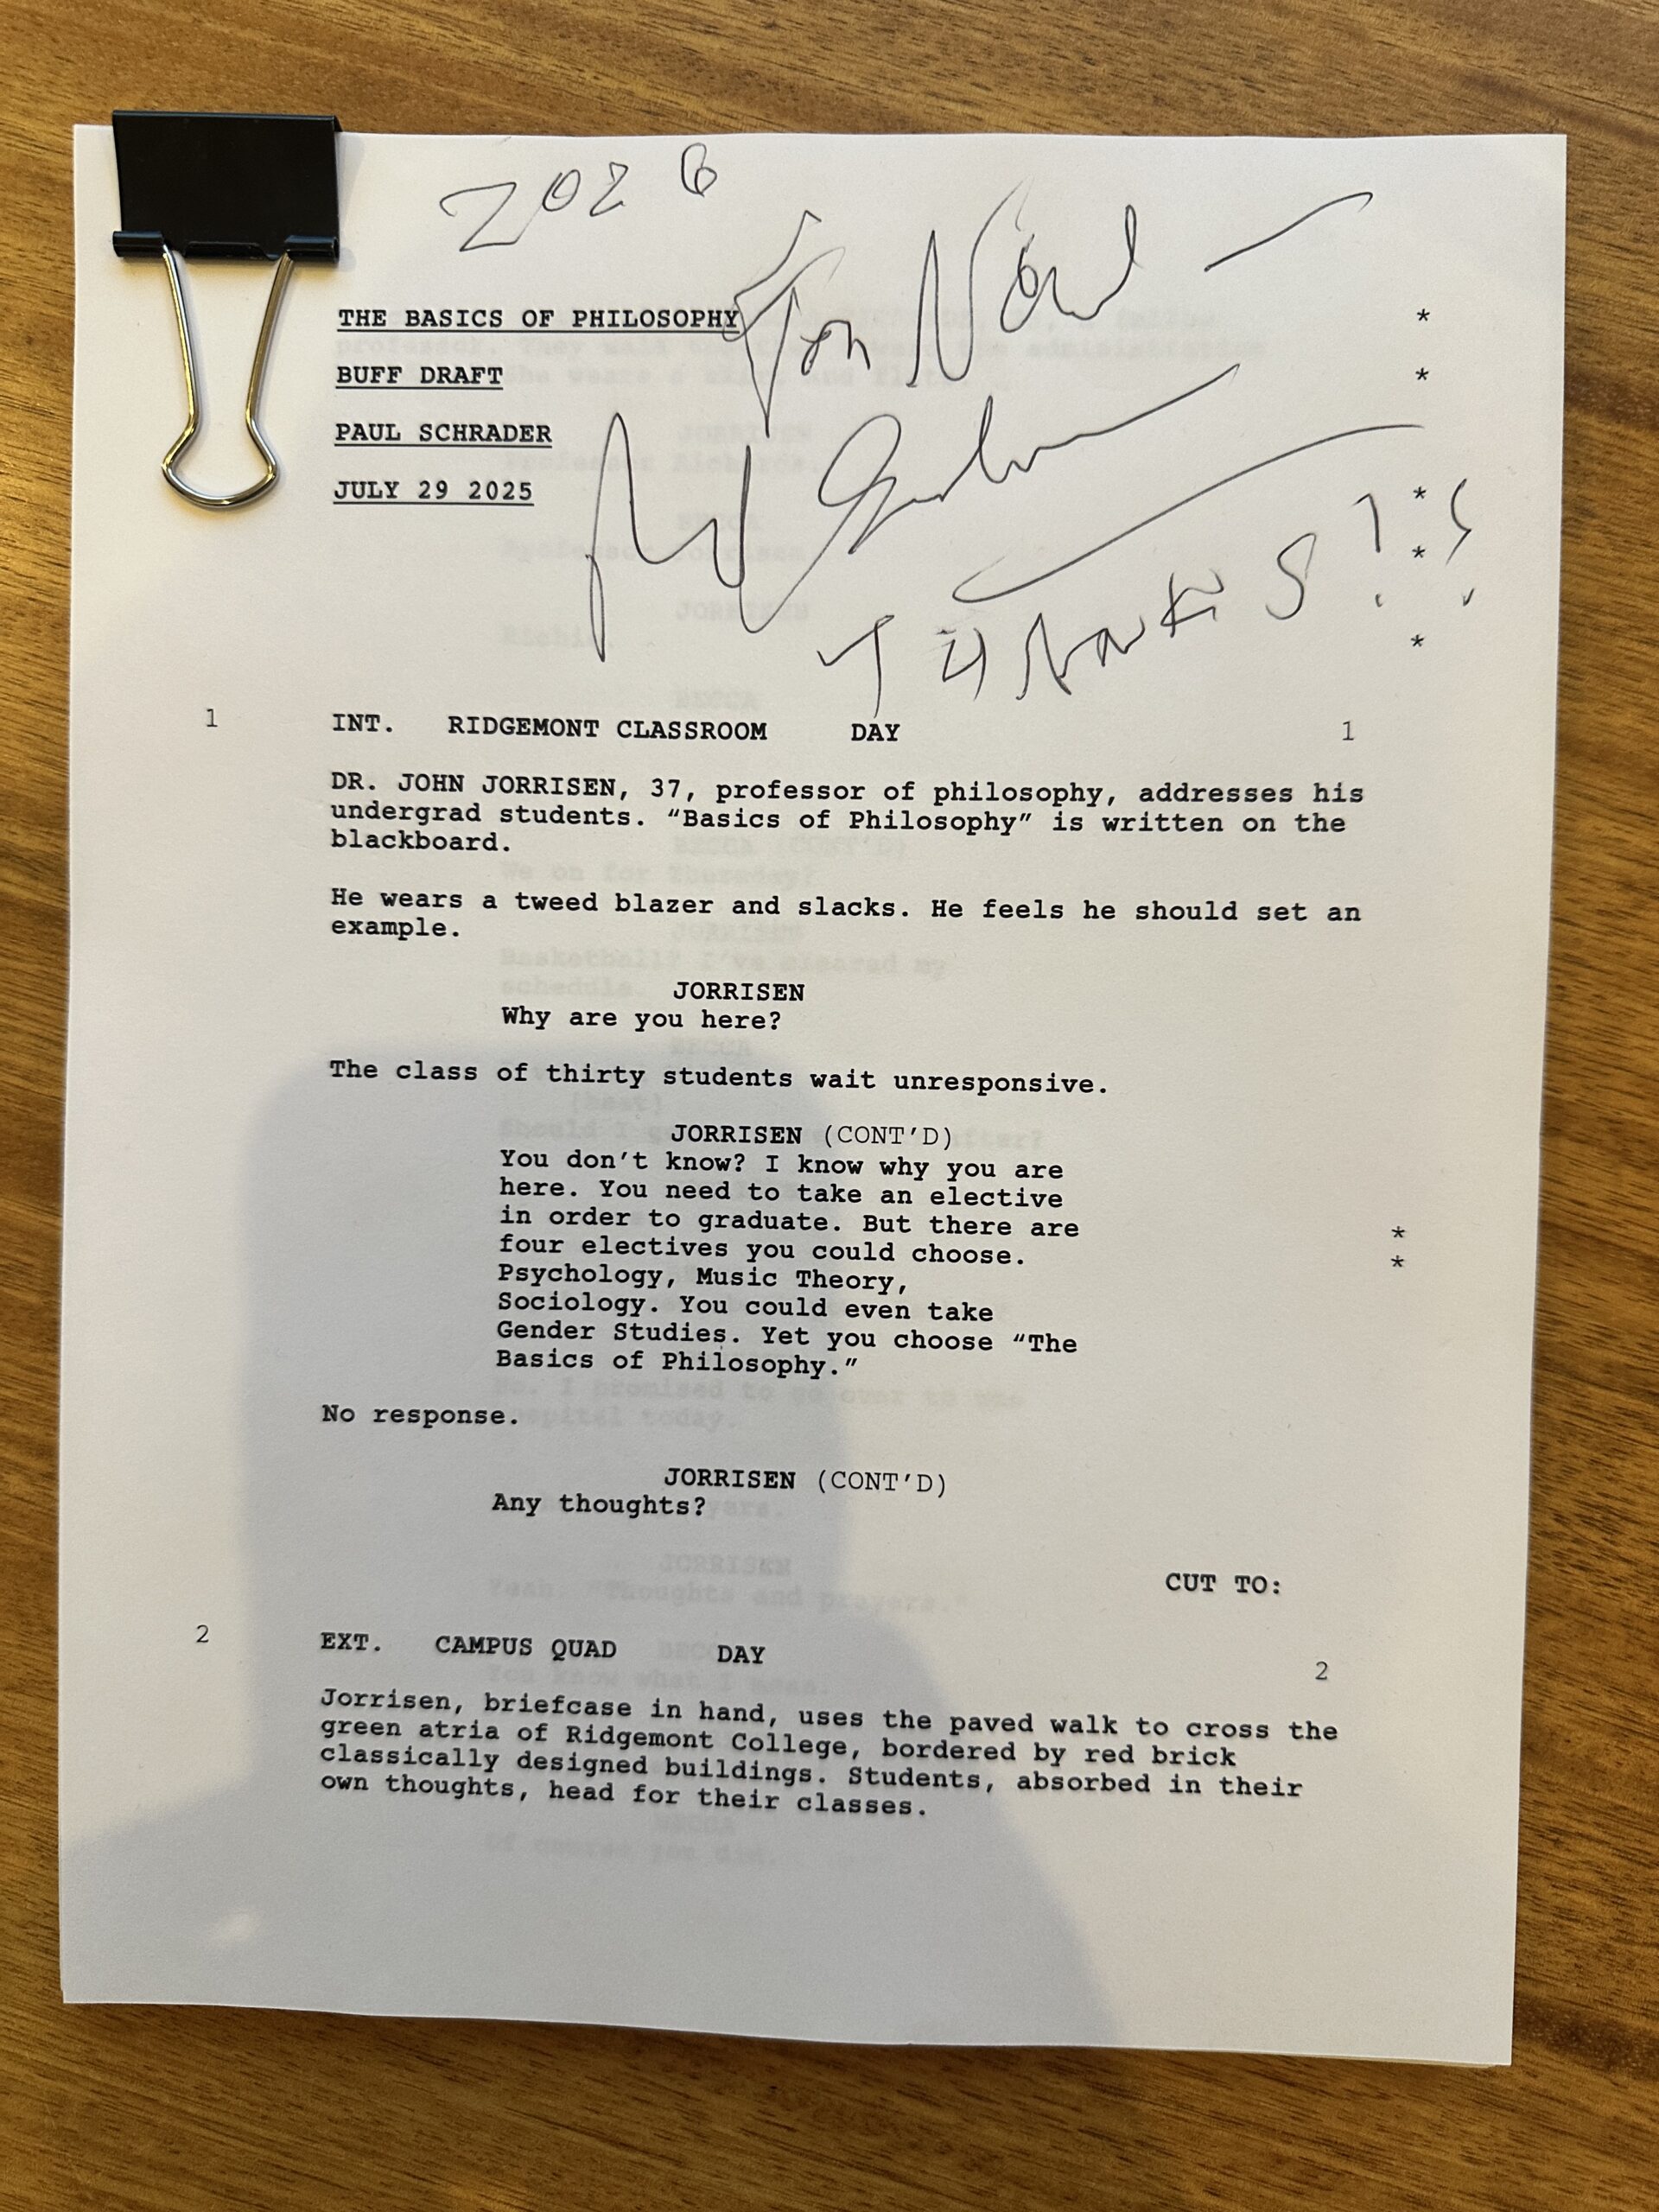 2026
For Noah —
THE BASICS OF PHILOSOPHY *
BUFF DRAFT *
PAUL SCHRADER
JULY 29 2025 *
*
THANKS!!
*
1 INT. RIDGEMONT CLASSROOM DAY 1
DR. JOHN JORRISEN, 37, professor of philosophy, addresses his
undergrad students. “Basics of Philosophy” is written on the
blackboard.
He wears a tweed blazer and slacks. He feels he should set an
example.
JORRISEN
Why are you here?
The class of thirty students wait unresponsive.
JORRISEN (CONT'D)
You don't know? I know why you are
here. You need to take an elective
in order to graduate. But there are *
four electives you could choose. *
Psychology, Music Theory,
Sociology. You could even take
Gender Studies. Yet you choose “The
Basics of Philosophy.”
No response.
JORRISEN (CONT'D)
Any thoughts?
CUT TO:
2 EXT. CAMPUS QUAD DAY 2
Jorrisen, briefcase in hand, uses the paved walk to cross the
green atria of Ridgemont College, bordered by red brick
classically designed buildings. Students, absorbed in their
own thoughts, head for their classes.